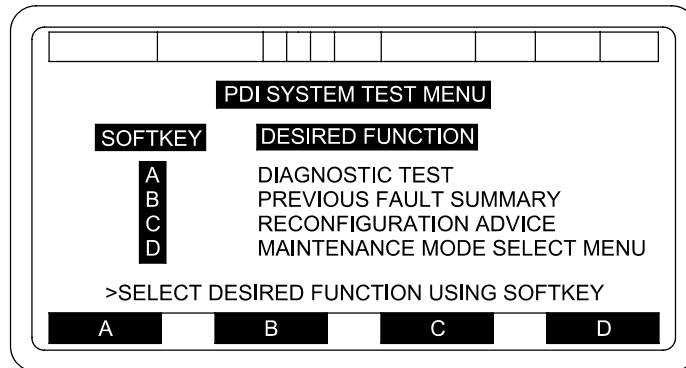 PDI SYSTEM TEST MENU
SOFTKEY DESIRED FUNCTION
A DIAGNOSTIC TEST
B PREVIOUS FAULT SUMMARY
C RECONFIGURATION ADVICE
D MAINTENANCE MODE SELECT MENU
>SELECT DESIRED FUNCTION USING SOFTKEY
A B C D